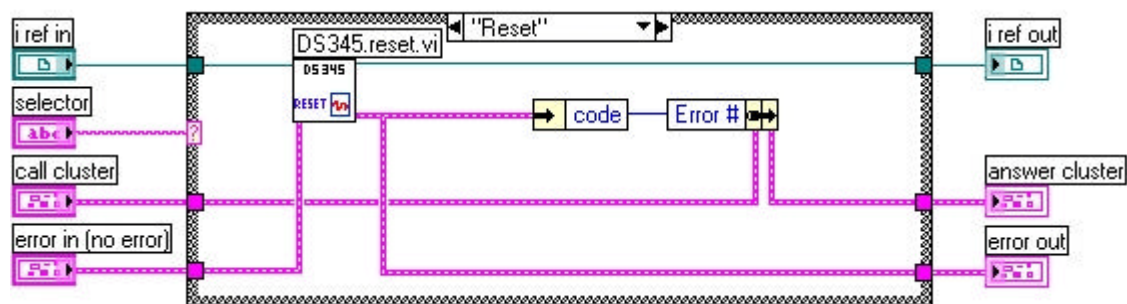 "Reset"
i ref in
DS345.reset.vi
i ref out
DS345
RESET
selector
abc
?
code
Error #
call cluster
answer cluster
error in (no error)
error out